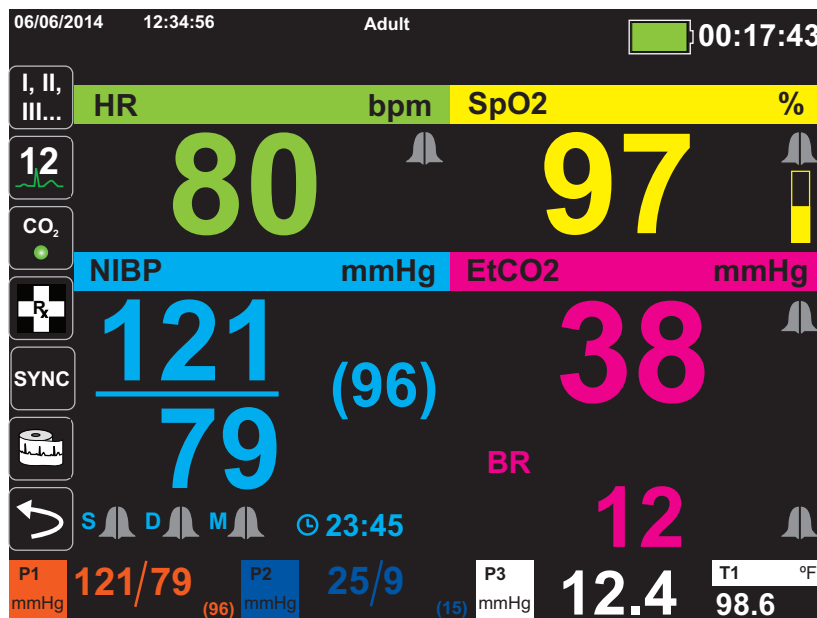 06/06/2014 12:34:56 Adult 00:17:43
I, II,
III...
HR bpm SpO2 %
80 97
12
CO2
NIBP mmHg EtCO2 mmHg
Rx
121
79
(96)
38
SYNC
BR
12
S D M 23:45
P1
mmHg
121/79
(96)
P2
mmHg
25/9
(15)
P3
mmHg
12.4
T1 ºF
98.6